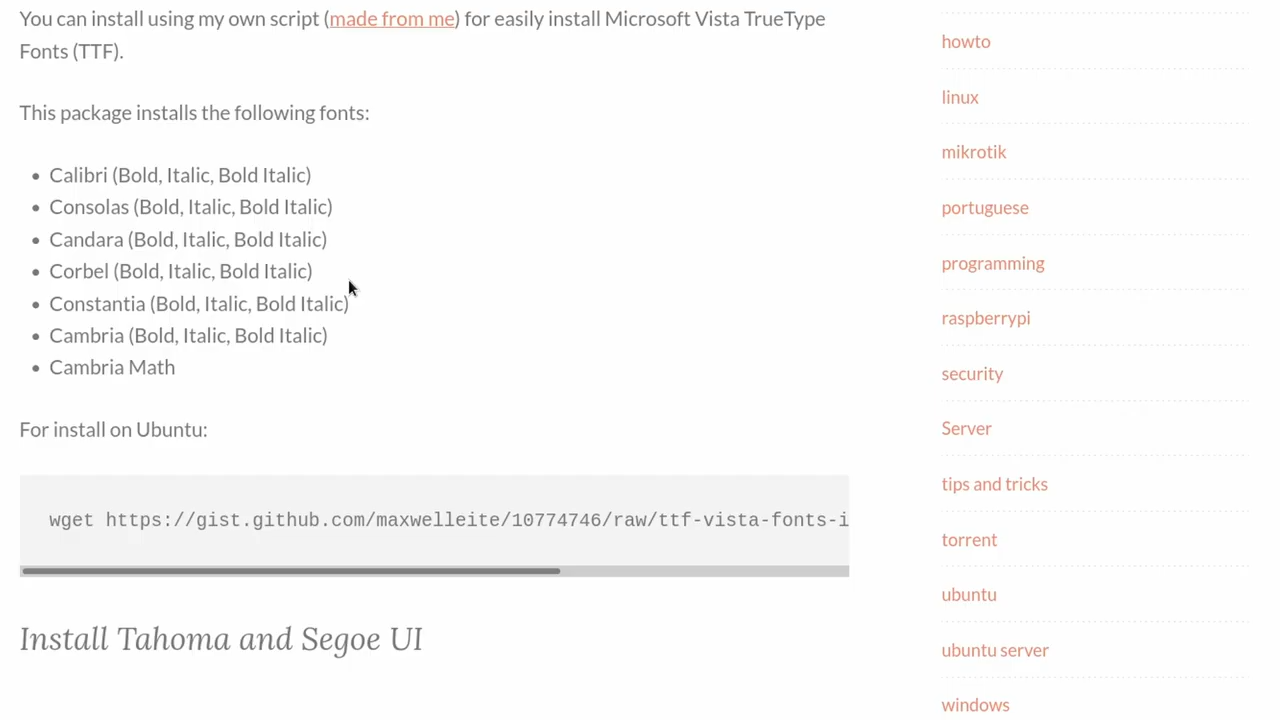 You can install using my own script (made from me) for easily install Microsoft Vista TrueType
Fonts (TTF).
This package installs the following fonts:
• Calibri (Bold, Italic, Bold Italic)
• Consolas (Bold, Italic, Bold Italic)
• Candara (Bold, Italic, Bold Italic)
• Corbel (Bold, Italic, Bold Italic)
• Constantia (Bold, Italic, Bold Italic)
• Cambria (Bold, Italic, Bold Italic)
• Cambria Math
For install on Ubuntu:
wget https://gist.github.com/maxwelleite/10774746/raw/ttf-vista-fonts-i
Install Tahoma and Segoe UI
howto
linux
mikrotik
portuguese
programming
raspberrypi
security
Server
tips and tricks
torrent
ubuntu
ubuntu server
windows